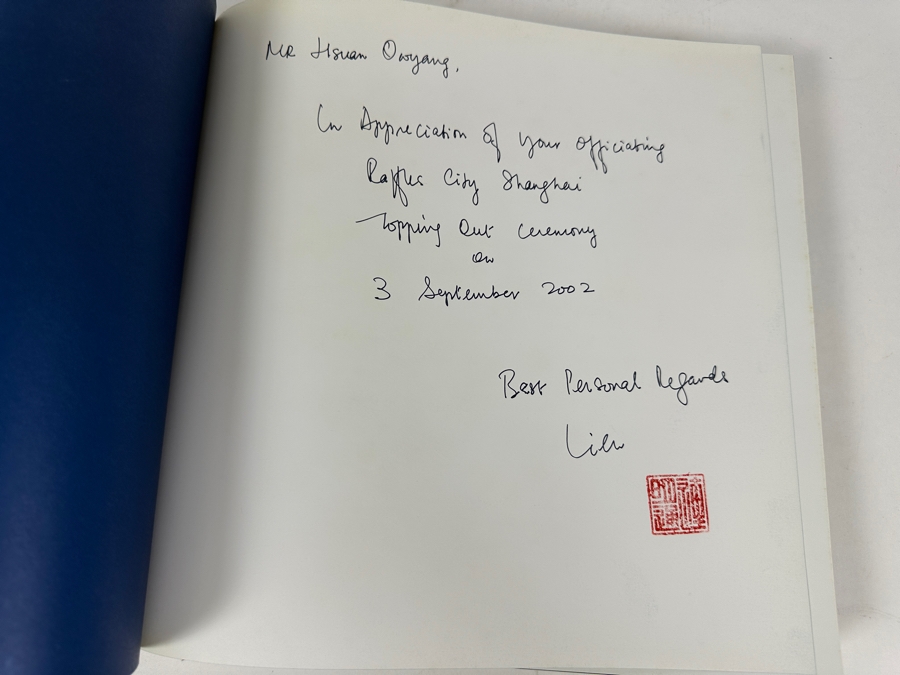 MR Hsuan Owyang,
In Appreciation of your officiating
Raffles City Shanghai
Topping Out Ceremony
on
3 September 2002
Best Personal Regards